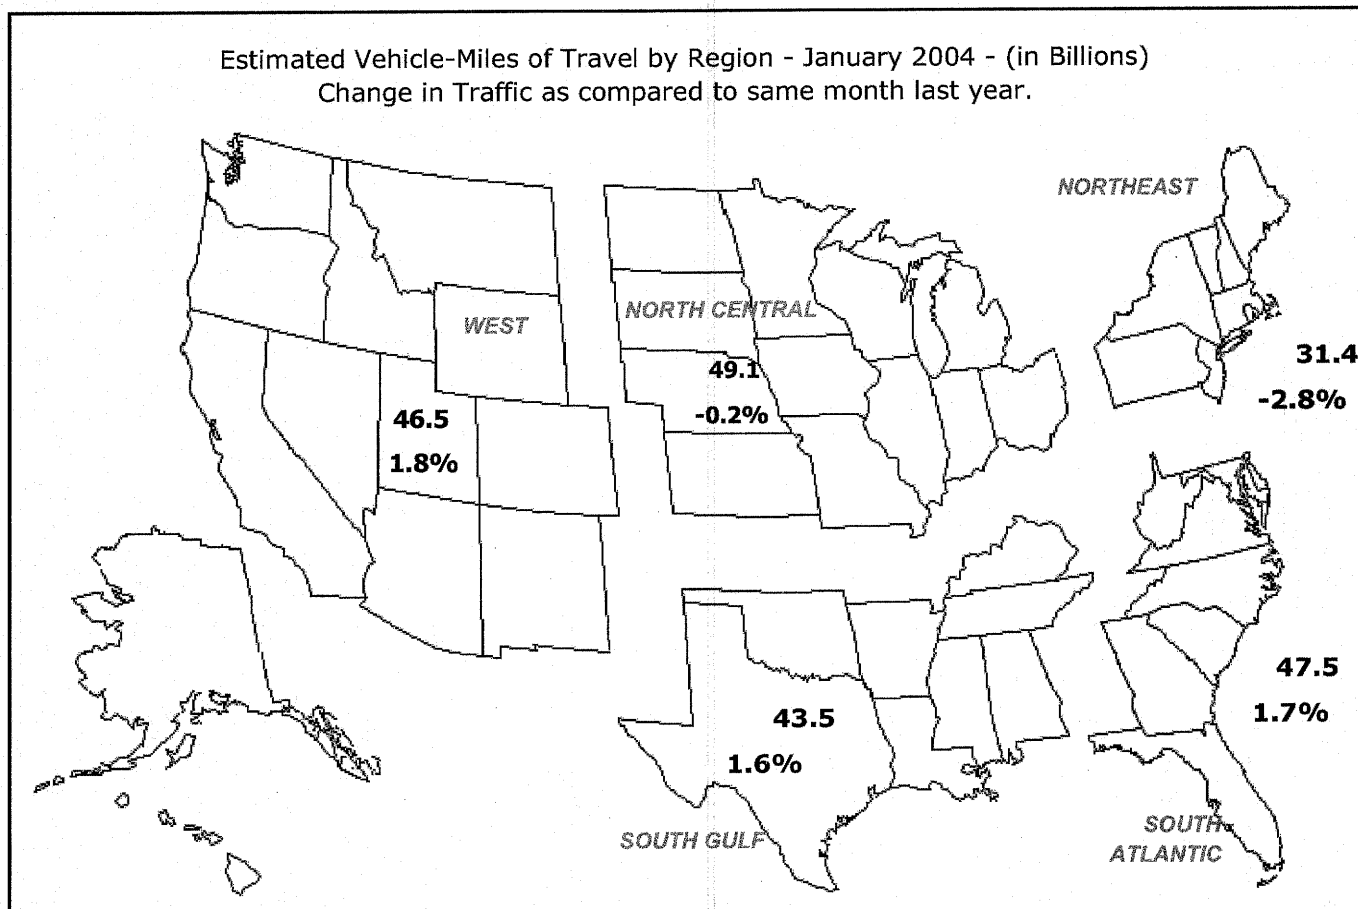 Estimated Vehicle-Miles of Travel by Region - January 2004 - (in Billions)
Change in Traffic as compared to same month last year.
NORTHEAST
31.4
-2.8%
NORTH CENTRAL
49.1
-0.2%
WEST
46.5
1.8%
47.5
1.7%
SOUTH
ATLANTIC
43.5
1.6%
SOUTH GULF